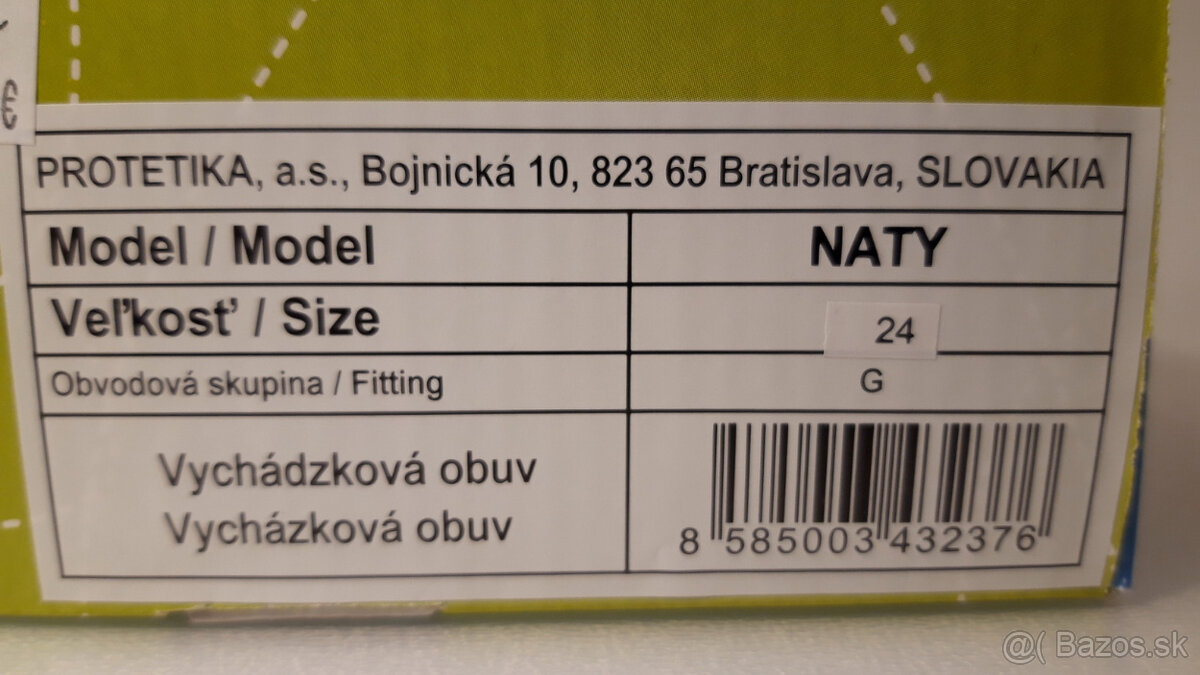 €
PROTETIKA, a.s., Bojnická 10, 823 65 Bratislava, SLOVAKIA
Model / Model NATY
Veľkosť / Size 24
Obvodová skupina / Fitting G
Vychádzková obuv
Vycházková obuv
8 585003 432376
@( Bazos.sk